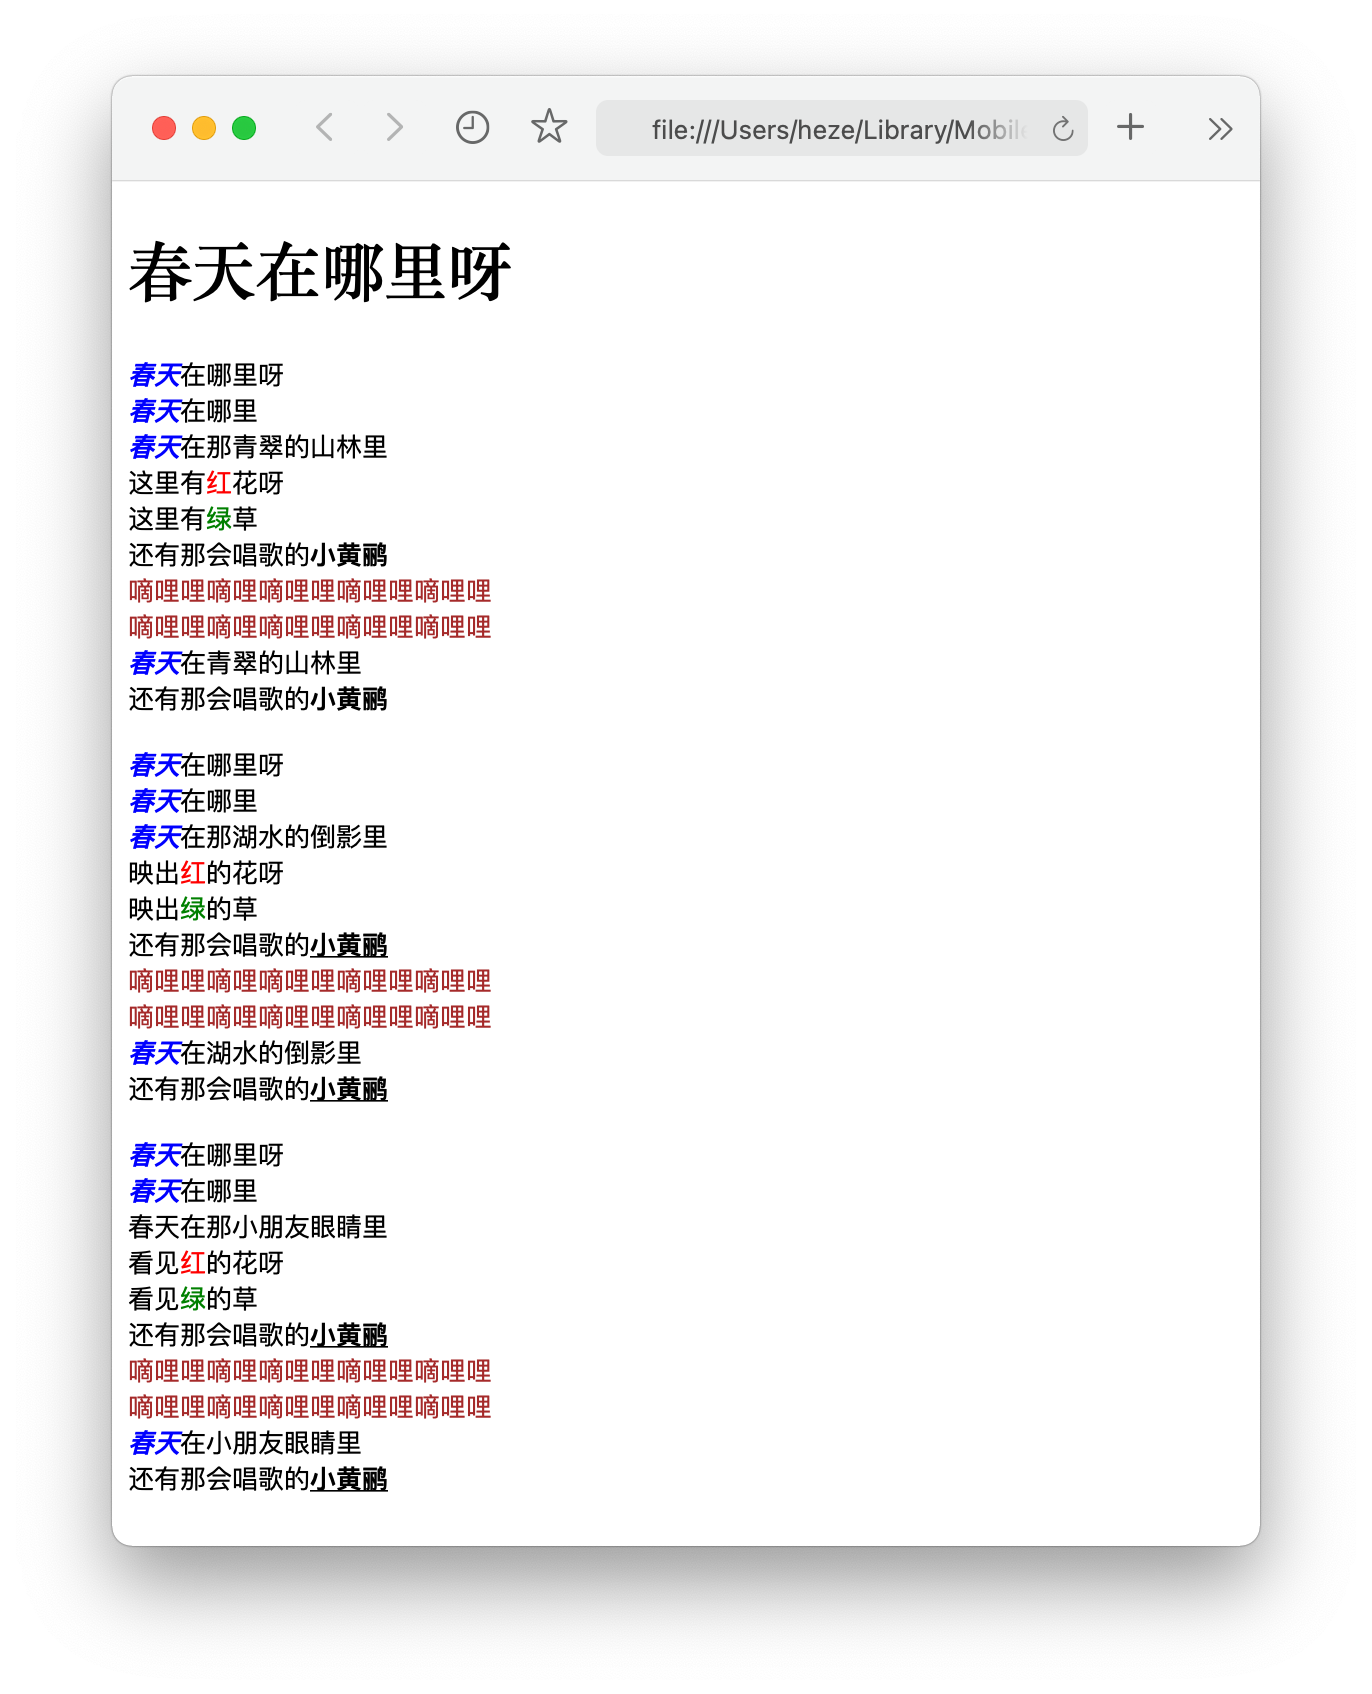 file:///Users/heze/Library/Mobile
春天在哪里呀
春天在哪里呀
春天在哪里
春天在那青翠的山林里
这里有红花呀
这里有绿草
还有那会唱歌的小黄鹂
嘀哩哩嘀哩嘀哩哩嘀哩哩嘀哩哩
嘀哩哩嘀哩嘀哩哩嘀哩哩嘀哩哩
春天在青翠的山林里
还有那会唱歌的小黄鹂
春天在哪里呀
春天在哪里
春天在那湖水的倒影里
映出红的花呀
映出绿的草
还有那会唱歌的小黄鹂
嘀哩哩嘀哩嘀哩哩嘀哩哩嘀哩哩
嘀哩哩嘀哩嘀哩哩嘀哩哩嘀哩哩
春天在湖水的倒影里
还有那会唱歌的小黄鹂
春天在哪里呀
春天在哪里
春天在那小朋友眼睛里
看见红的花呀
看见绿的草
还有那会唱歌的小黄鹂
嘀哩哩嘀哩嘀哩哩嘀哩哩嘀哩哩
嘀哩哩嘀哩嘀哩哩嘀哩哩嘀哩哩
春天在小朋友眼睛里
还有那会唱歌的小黄鹂